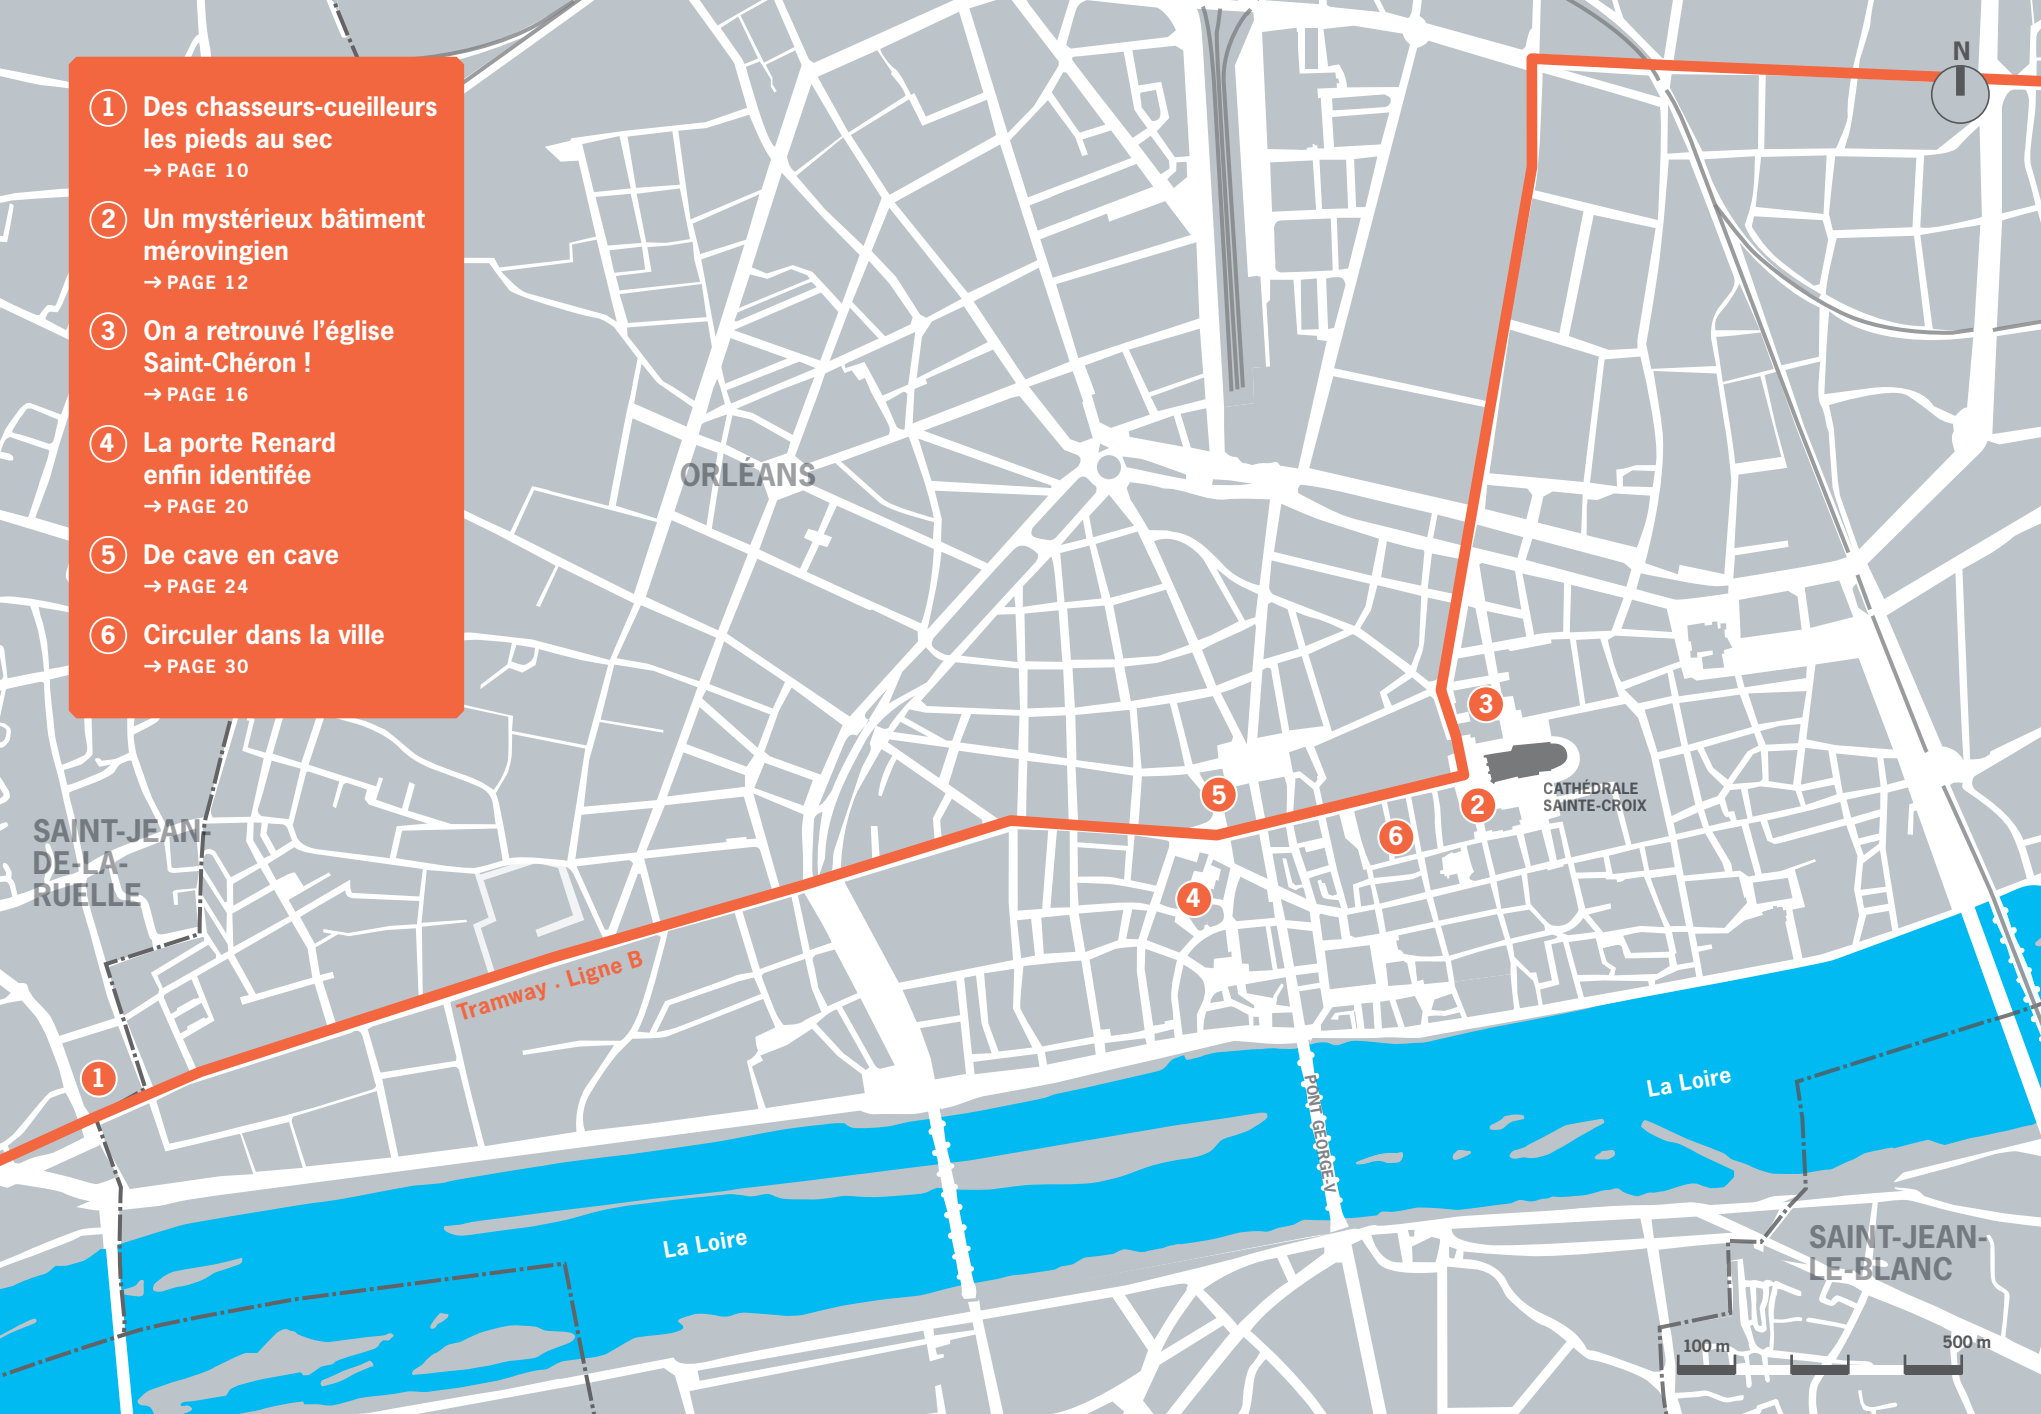 1 Des chasseurs-cueilleurs
les pieds au sec
→ PAGE 10
2 Un mystérieux bâtiment
mérovingien
→ PAGE 12
3 On a retrouvé l'église
Saint-Chéron !
→ PAGE 16
4 La porte Renard
enfin identifée
→ PAGE 20
5 De cave en cave
→ PAGE 24
6 Circuler dans la ville
→ PAGE 30
N
ORLÉANS
3
CATHÉDRALE
SAINTE-CROIX
5
2
6
4
SAINT-JEAN-
DE-LA-
RUELLE
Tramway · Ligne B
1
La Loire
PONT GEORGE-V
La Loire
SAINT-JEAN-
LE-BLANC
100 m
500 m